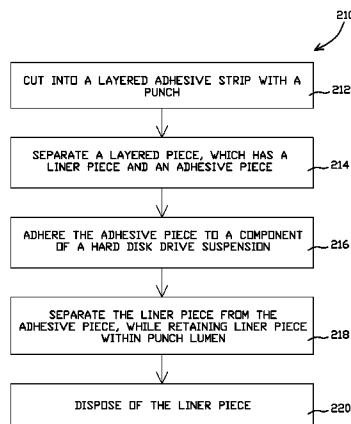 210
CUT INTO A LAYERED ADHESIVE STRIP WITH A
PUNCH
212
SEPARATE A LAYERED PIECE, WHICH HAS A
LINER PIECE AND AN ADHESIVE PIECE
214
ADHERE THE ADHESIVE PIECE TO A COMPONENT
OF A HARD DISK DRIVE SUSPENSION
216
SEPARATE THE LINER PIECE FROM THE
ADHESIVE PIECE, WHILE RETAINING LINER PIECE
WITHIN PUNCH LUMEN
218
DISPOSE OF THE LINER PIECE
220